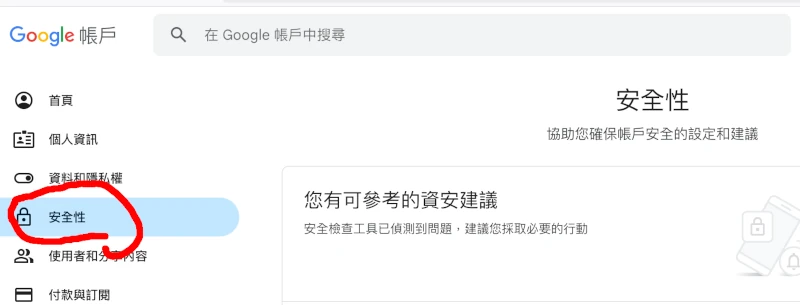 Google 帳戶
在 Google 帳戶中搜尋
首頁
個人資訊
資料和隱私權
安全性
使用者和分享內容
付款與訂閱
安全性
協助您確保帳戶安全的設定和建議
您有可參考的資安建議
安全檢查工具已偵測到問題，建議您採取必要的行動